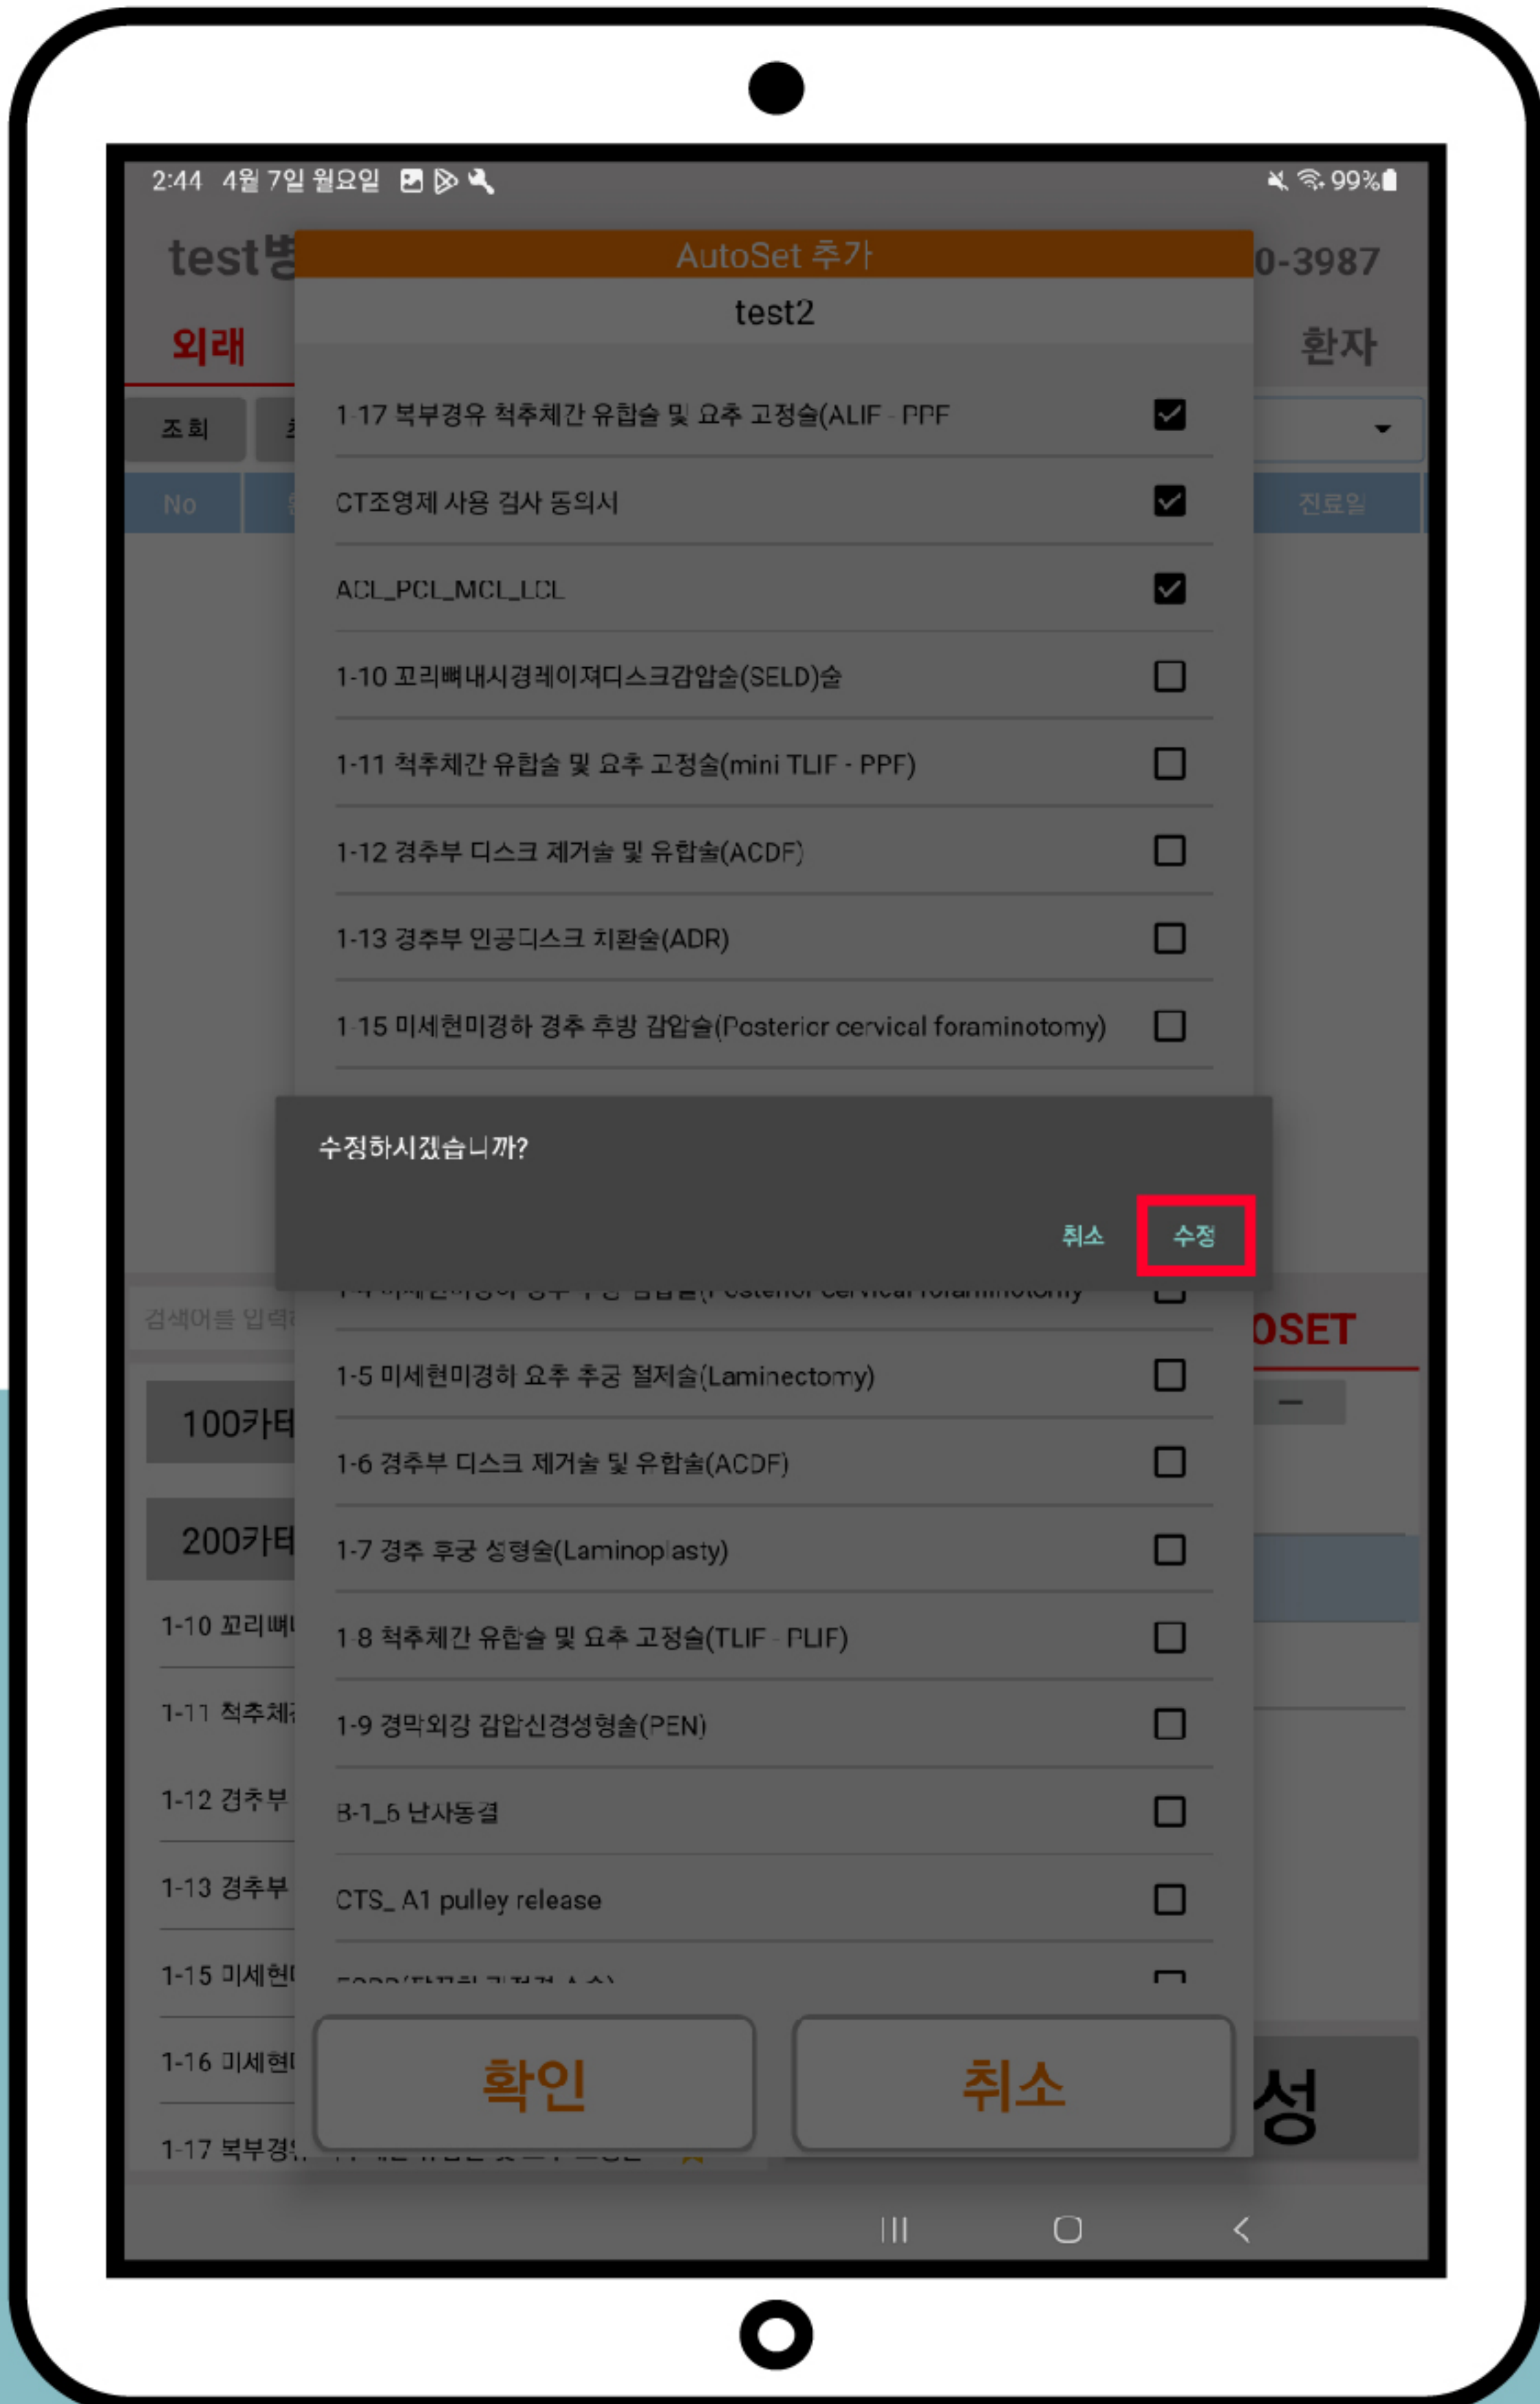 2:44 4월 7일 월요일
99%
test병
0-3987
AutoSet 추가
test2
외래
환자
조회
No
진료일
1-17 복부경유 척추체간 유합술 및 요추 고정술(ALIF - PPF
CT조영제 사용 검사 동의서
ACL_PCL_MCL_LCL
1-10 꼬리뼈내시경레이져디스크감압술(SELD)술
1-11 척추체간 유합술 및 요추 고정술(mini TLIF - PPF)
1-12 경추부 디스크 제거술 및 유합술(ACDF)
1-13 경추부 인공디스크 치환술(ADR)
1-15 미세현미경하 경추 후방 감압술(Posterior cervical foraminotomy)
수정하시겠습니까?
취소 수정
검색어를 입력
OSET
1-5 미세현미경하 요추 추궁 절제술(Laminectomy)
100카테
1-6 경추부 디스크 제거술 및 유합술(ACDF)
200카테
1-7 경추 후궁 성형술(Laminoplasty)
1-10 꼬리뼈
1-8 척추체간 유합술 및 요추 고정술(TLIF - PLIF)
1-11 척추체
1-9 경막외강 감압신경성형술(PEN)
1-12 경추부
B-1_6 난자동결
1-13 경추부
CTS_ A1 pulley release
1-15 미세현
1-16 미세현
확인 취소
성
1-17 복부경